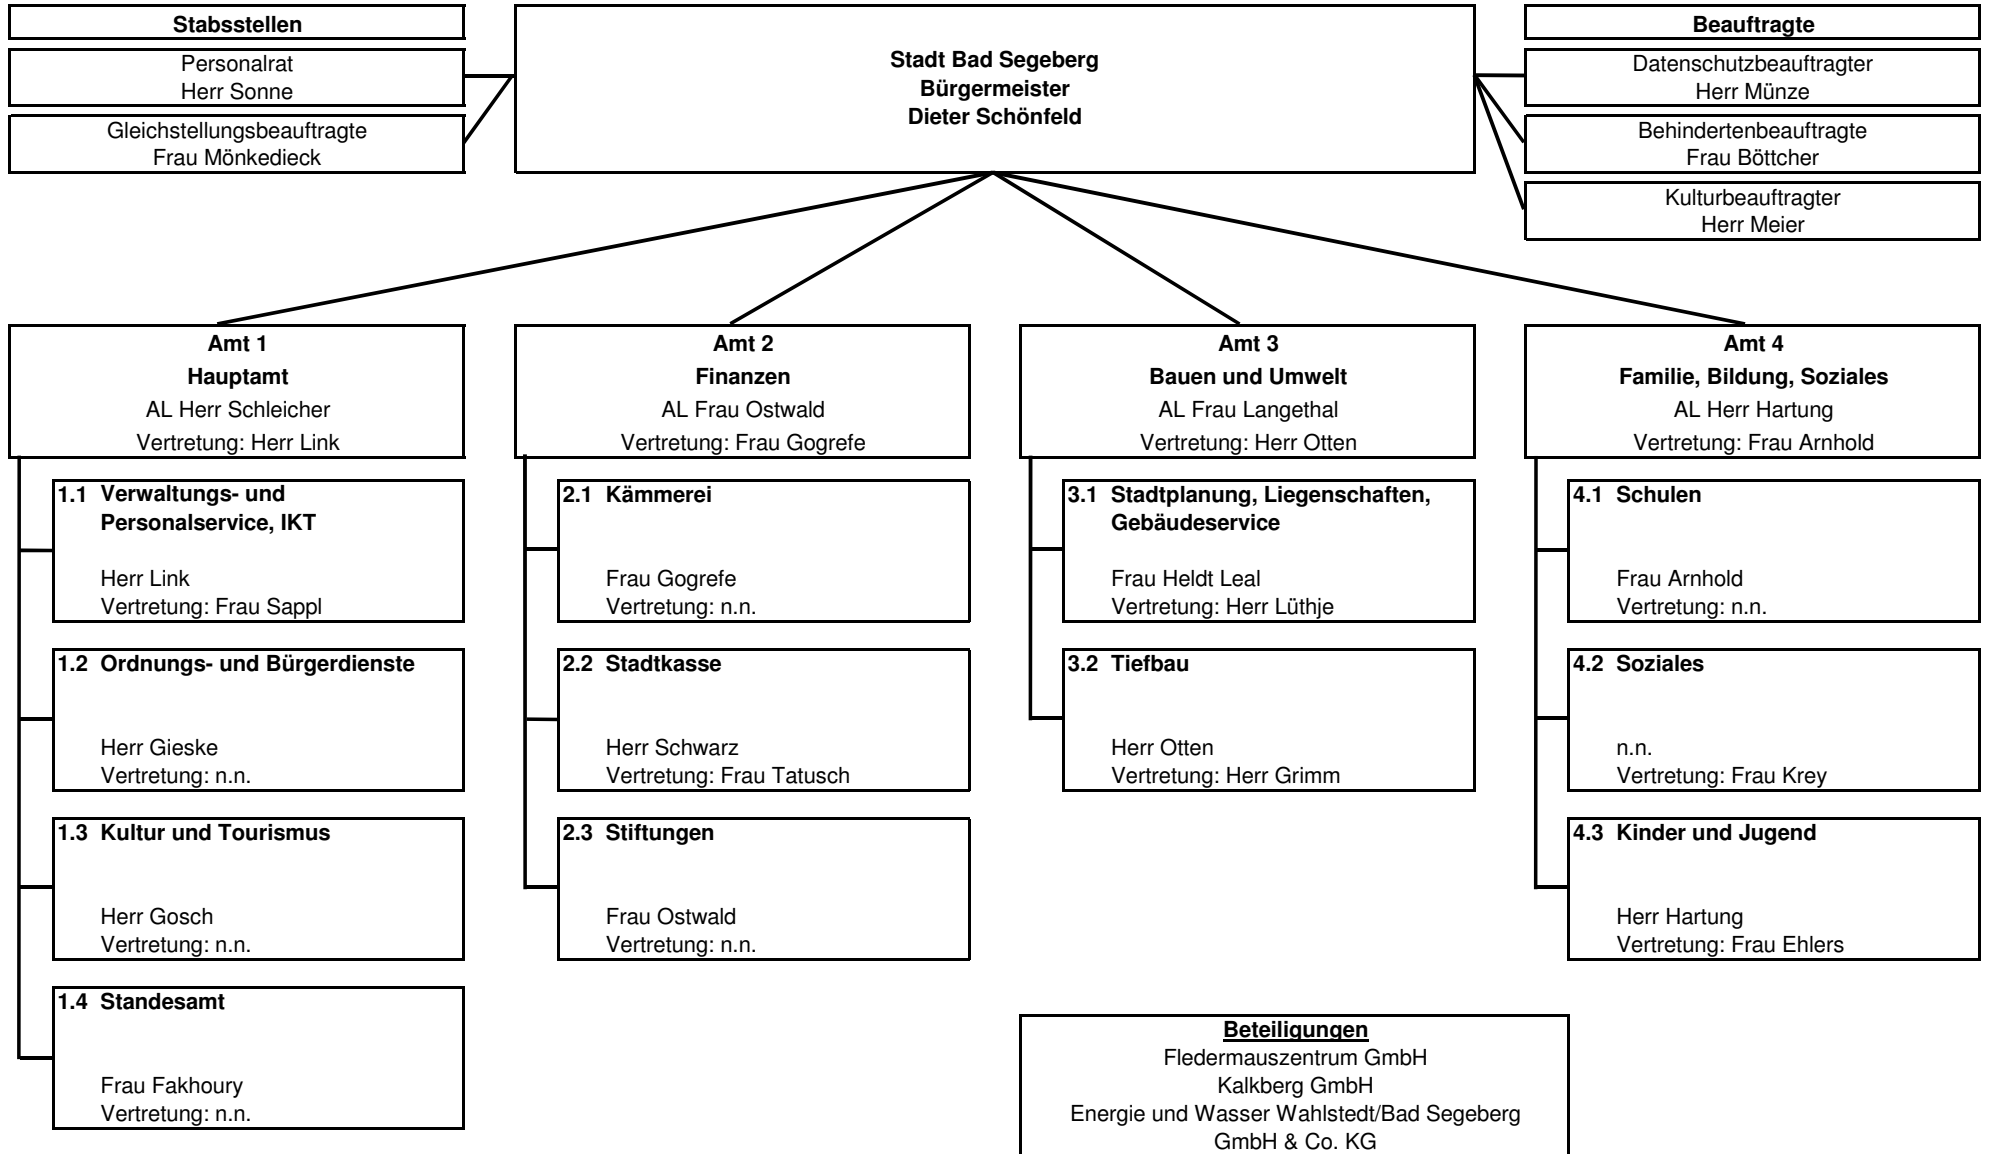 Stabsstellen
Personalrat
Herr Sonne
Gleichstellungsbeauftragte
Frau Mönkedieck
Stadt Bad Segeberg
Bürgermeister
Dieter Schönfeld
Beauftragte
Datenschutzbeauftragter
Herr Münze
Behindertenbeauftragte
Frau Böttcher
Kulturbeauftragter
Herr Meier
Amt 1
Hauptamt
AL Herr Schleicher
Vertretung: Herr Link
1.1 Verwaltungs- und
Personalservice, IKT
Herr Link
Vertretung: Frau Sappl
1.2 Ordnungs- und Bürgerdienste
Herr Gieske
Vertretung: n.n.
1.3 Kultur und Tourismus
Herr Gosch
Vertretung: n.n.
1.4 Standesamt
Frau Fakhoury
Vertretung: n.n.
Amt 2
Finanzen
AL Frau Ostwald
Vertretung: Frau Gogrefe
2.1 Kämmerei
Frau Gogrefe
Vertretung: n.n.
2.2 Stadtkasse
Herr Schwarz
Vertretung: Frau Tatusch
2.3 Stiftungen
Frau Ostwald
Vertretung: n.n.
Amt 3
Bauen und Umwelt
AL Frau Langethal
Vertretung: Herr Otten
3.1 Stadtplanung, Liegenschaften,
Gebäudeservice
Frau Heldt Leal
Vertretung: Herr Lüthje
3.2 Tiefbau
Herr Otten
Vertretung: Herr Grimm
Amt 4
Familie, Bildung, Soziales
AL Herr Hartung
Vertretung: Frau Arnhold
4.1 Schulen
Frau Arnhold
Vertretung: n.n.
4.2 Soziales
n.n.
Vertretung: Frau Krey
4.3 Kinder und Jugend
Herr Hartung
Vertretung: Frau Ehlers
Beteiligungen
Fledermauszentrum GmbH
Kalkberg GmbH
Energie und Wasser Wahlstedt/Bad Segeberg
GmbH & Co. KG